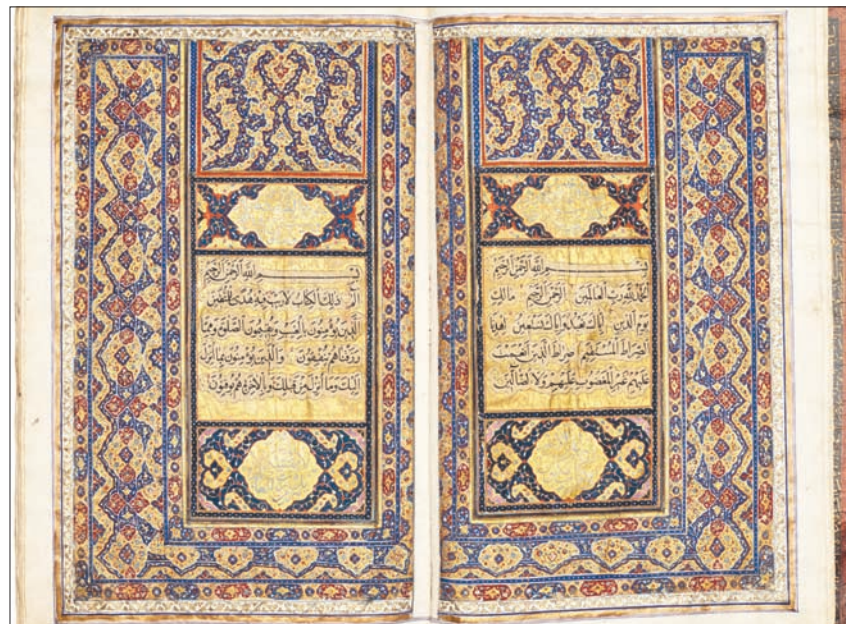 بسم الله الرحمن الرحيم
الحمد لله رب العالمين الرحمن الرحيم مالك
يوم الدين اياك نعبد واياك نستعين اهدنا
الصراط المستقيم صراط الذين انعمت
عليهم غير المغضوب عليهم ولا الضالين
بسم الله الرحمن الرحيم
الم ذلك الكتاب لا ريب فيه هدى للمتقين
الذين يؤمنون بالغيب ويقيمون الصلوة ومما
رزقناهم ينفقون والذين يؤمنون بما انزل
اليك وما انزل من قبلك وبالاخرة هم يوقنون